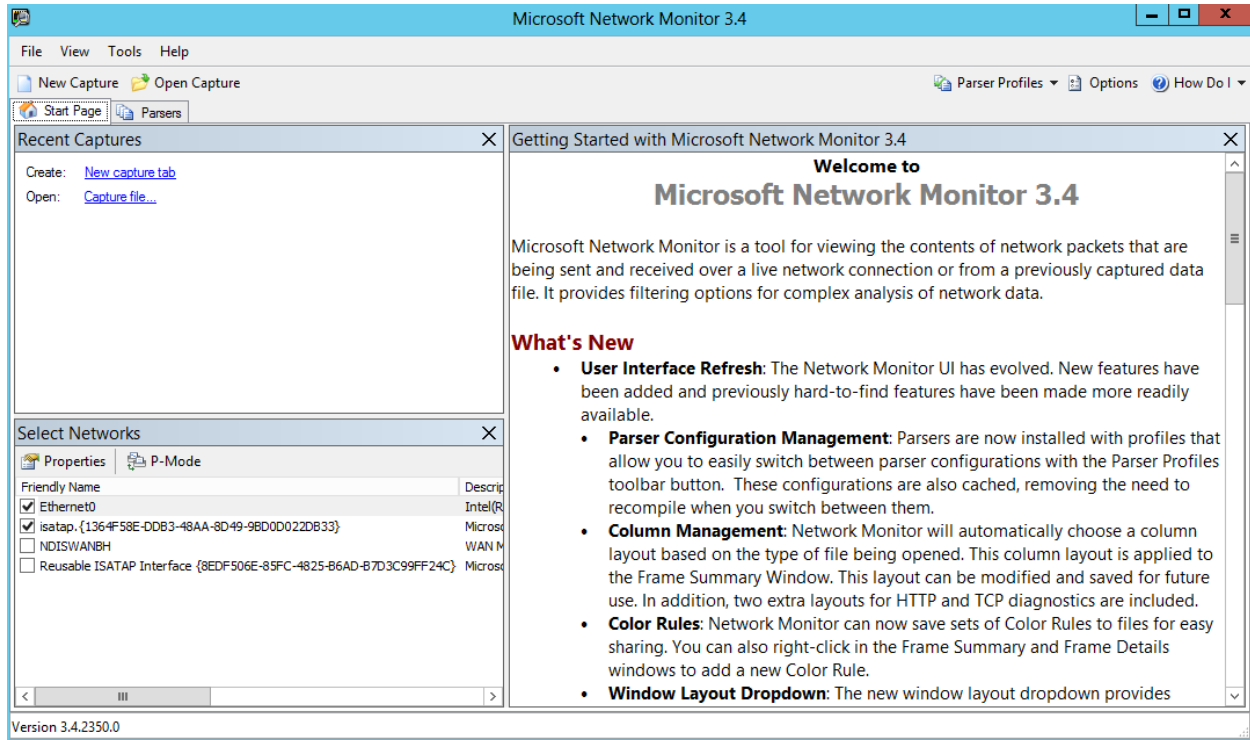 Microsoft Network Monitor 3.4
File View Tools Help
New Capture Open Capture
Parser Profiles Options How Do I
Start Page Parsers
Recent Captures
Create: New capture tab
Open: Capture file...
Select Networks
Properties P-Mode
Friendly Name Descrip
Ethernet0 Intel(R
isatap.{1364F58E-DDB3-48AA-8D49-9BD0D022DB33} Microso
NDISWANBH WAN M
Reusable ISATAP Interface {8EDF506E-85FC-4825-B6AD-B7D3C99FF24C} Microso
Getting Started with Microsoft Network Monitor 3.4
Welcome to
Microsoft Network Monitor 3.4
Microsoft Network Monitor is a tool for viewing the contents of network packets that are
being sent and received over a live network connection or from a previously captured data
file. It provides filtering options for complex analysis of network data.
What's New
• User Interface Refresh: The Network Monitor UI has evolved. New features have
been added and previously hard-to-find features have been made more readily
available.
• Parser Configuration Management: Parsers are now installed with profiles that
allow you to easily switch between parser configurations with the Parser Profiles
toolbar button. These configurations are also cached, removing the need to
recompile when you switch between them.
• Column Management: Network Monitor will automatically choose a column
layout based on the type of file being opened. This column layout is applied to
the Frame Summary Window. This layout can be modified and saved for future
use. In addition, two extra layouts for HTTP and TCP diagnostics are included.
• Color Rules: Network Monitor can now save sets of Color Rules to files for easy
sharing. You can also right-click in the Frame Summary and Frame Details
windows to add a new Color Rule.
• Window Layout Dropdown: The new window layout dropdown provides
Version 3.4.2350.0